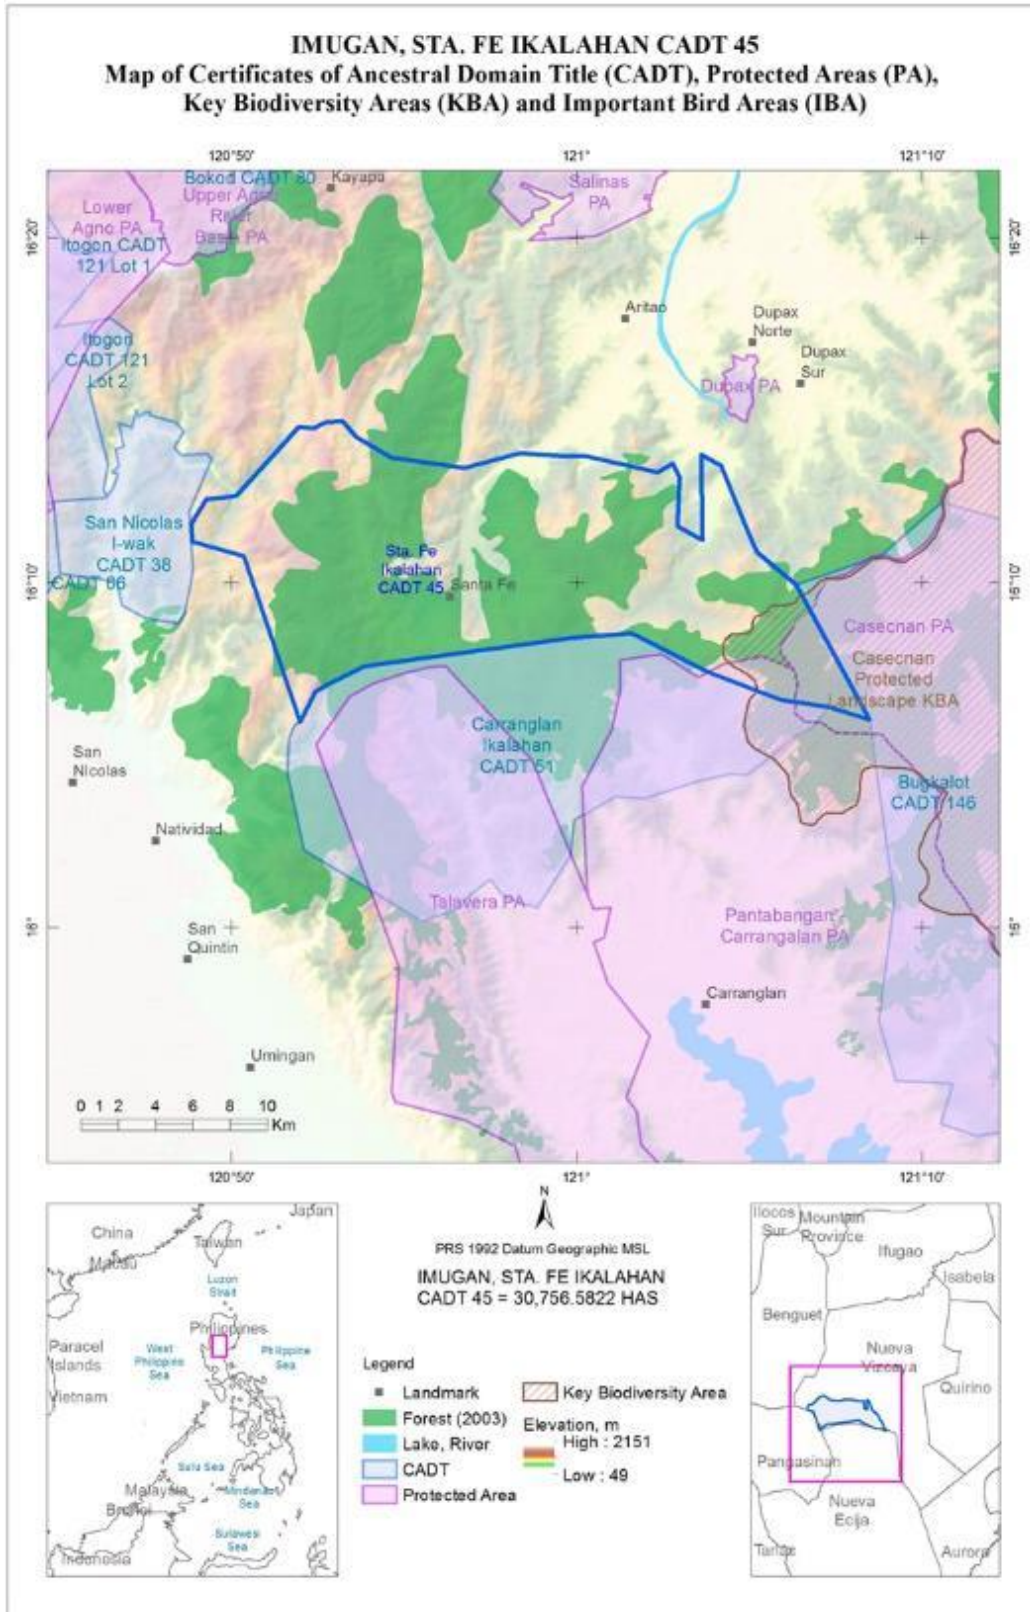 IMUGAN, STA. FE IKALAHAN CADT 45
Map of Certificates of Ancestral Domain Title (CADT), Protected Areas (PA),
Key Biodiversity Areas (KBA) and Important Bird Areas (IBA)
120°50'
121°
121°10'
Bokod CADT 80
Kayapa
Upper Agno
River
Basin PA
Salinas
PA
Lower
Agno PA
Itogon CADT
121 Lot 1
16°20'
16°20'
Aritao
Dupax
Norte
Dupax
Sur
Dupax PA
Itogon
CADT 121
Lot 2
San Nicolas
I-wak
CADT 38
CADT 86
Sta. Fe
Ikalahan
CADT 45
Santa Fe
16°10'
16°10'
Casecnan PA
Casecnan
Protected
Landscape KBA
Carranglan
Ikalahan
CADT 51
Bugkalot
CADT 146
San
Nicolas
Natividad
Talavera PA
Pantabangan -
Carrangalan PA
San
Quintin
16°
16°
Carranglan
Umingan
0 1 2 4 6 8 10
Km
120°50'
121°
121°10'
China
Japan
Macau
Taiwan
Luzon
Strait
Philippines
Paracel
Islands
West
Philippine
Sea
Philippine
Sea
Vietnam
Sulu Sea
Malaysia
Brunei
Mindanao
Sea
Sulawesi
Sea
Indonesia
N
PRS 1992 Datum Geographic MSL
IMUGAN, STA. FE IKALAHAN
CADT 45 = 30,756.5822 HAS
Legend
Landmark
Forest (2003)
Lake, River
CADT
Protected Area
Key Biodiversity Area
Elevation, m
High : 2151
Low : 49
Ilocos
Sur
Mountain
Province
Ifugao
Isabela
Benguet
Nueva
Vizcaya
Quirino
Pangasinan
Nueva
Ecija
Tarlac
Aurora